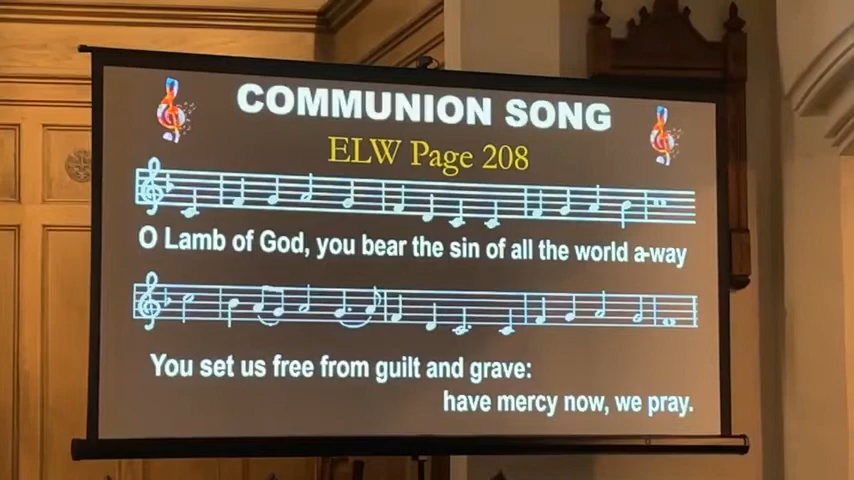 COMMUNION SONG
ELW Page 208
O Lamb of God, you bear the sin of all the world a-way
You set us free from guilt and grave:
have mercy now, we pray.